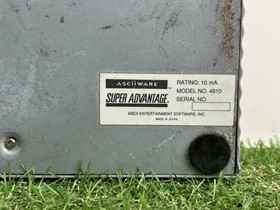 ASCIIWARE
SUPER ADVANTAGE
RATING: 10 mA
MODEL NO. 4910
SERIAL NO.
ASCII ENTERTAINMENT SOFTWARE, INC.
MADE IN JAPAN